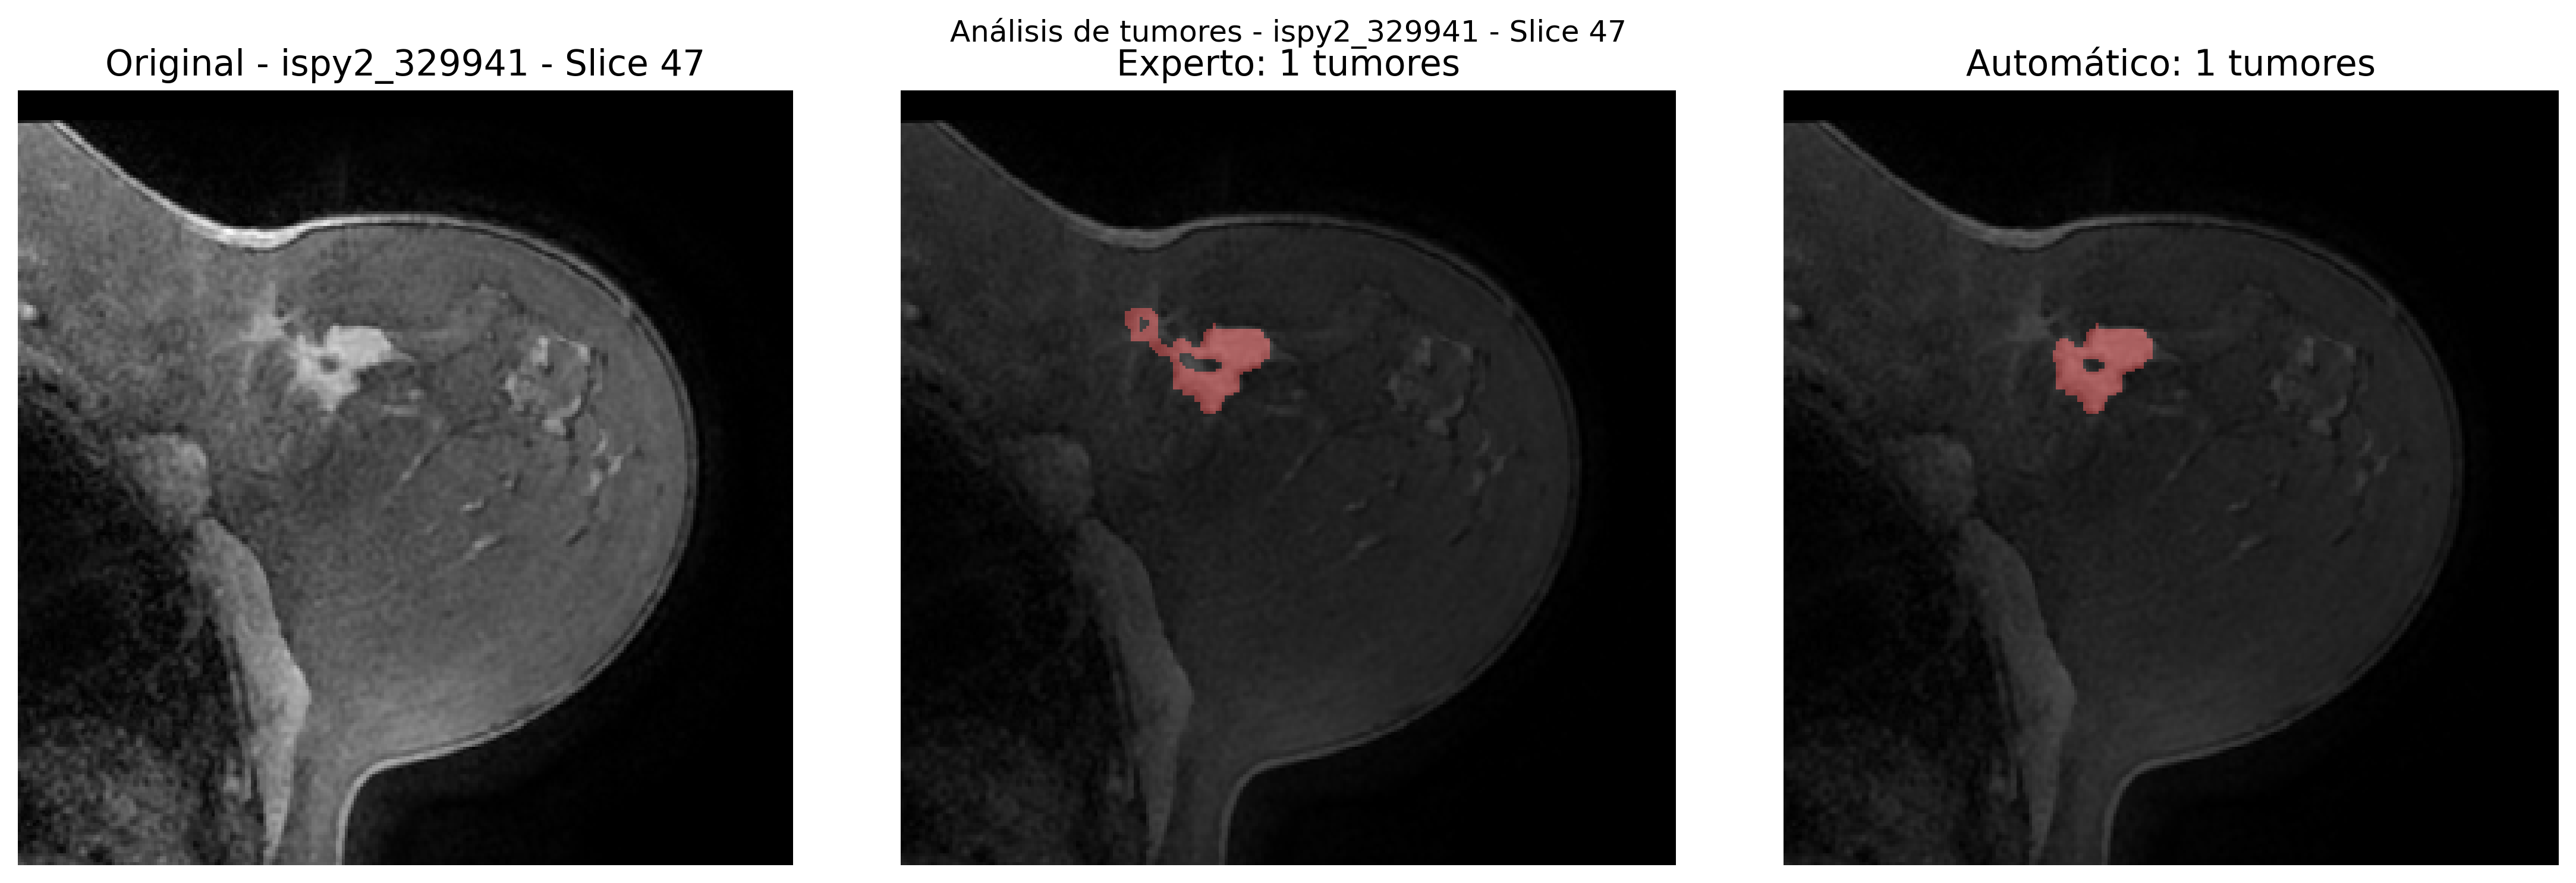 Análisis de tumores - ispy2_329941 - Slice 47
Original - ispy2_329941 - Slice 47
Experto: 1 tumores
Automático: 1 tumores